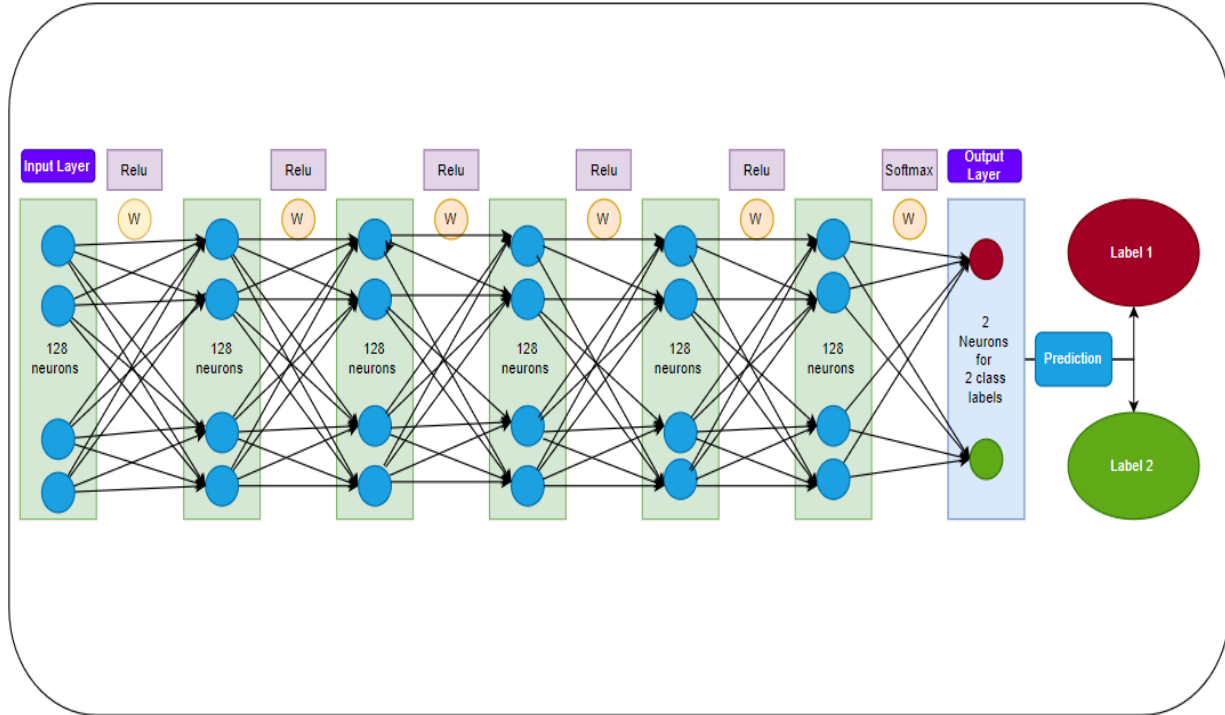 Input Layer
Relu
Relu
Relu
Relu
Relu
Softmax
Output
Layer
W
W
W
W
W
W
128
neurons
128
neurons
128
neurons
128
neurons
128
neurons
128
neurons
2
Neurons
for
2 class
labels
Prediction
Label 1
Label 2